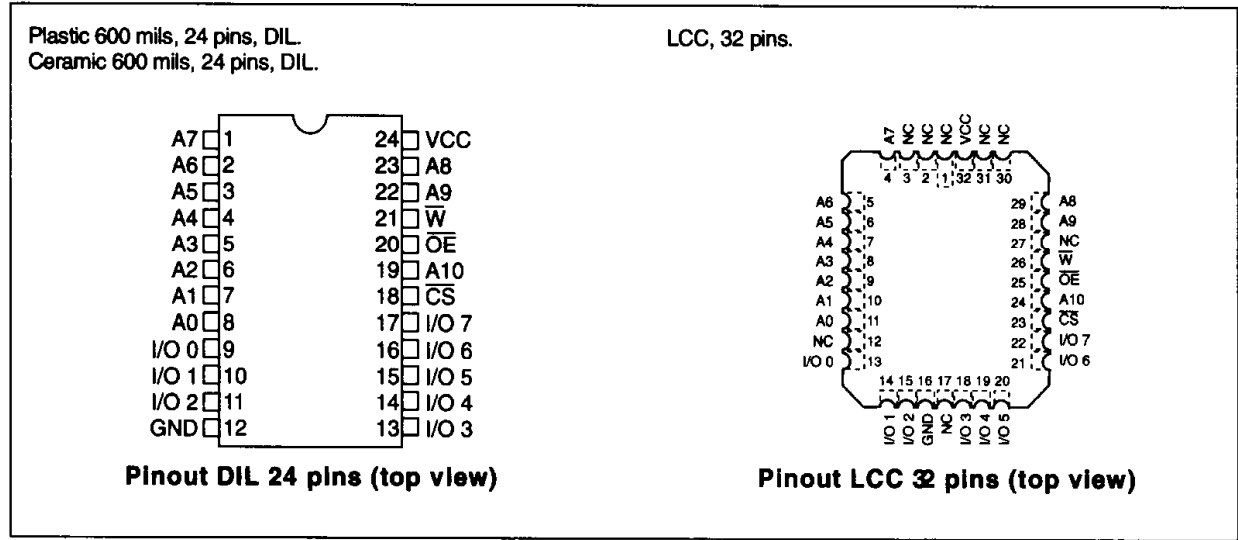 Plastic 600 mils, 24 pins, DIL.
Ceramic 600 mils, 24 pins, DIL.
A7 1 24 VCC
A6 2 23 A8
A5 3 22 A9
A4 4 21 W̅
A3 5 20 O̅E̅
A2 6 19 A10
A1 7 18 C̅S̅
A0 8 17 I/O 7
I/O 0 9 16 I/O 6
I/O 1 10 15 I/O 5
I/O 2 11 14 I/O 4
GND 12 13 I/O 3
Pinout DIL 24 pins (top view)
LCC, 32 pins.
A7 NC NC NC VCC NC NC
4 3 2 1 32 31 30
A6 5 29 A8
A5 6 28 A9
A4 7 27 NC
A3 8 26 W̅
A2 9 25 O̅E̅
A1 10 24 A10
A0 11 23 C̅S̅
NC 12 22 I/O 7
I/O 0 13 21 I/O 6
14 15 16 17 18 19 20
I/O 1 I/O 2 GND NC I/O 3 I/O 4 I/O 5
Pinout LCC 32 pins (top view)